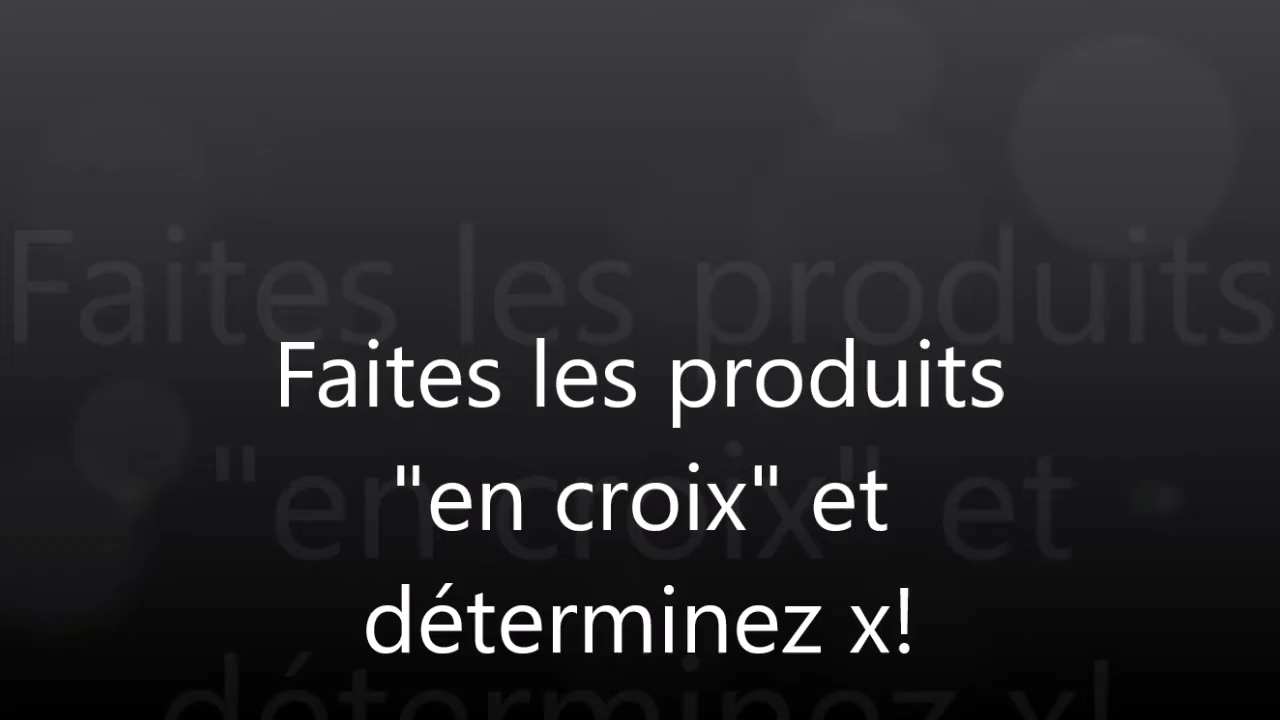 Faites les produits
"en croix" et
déterminez x!